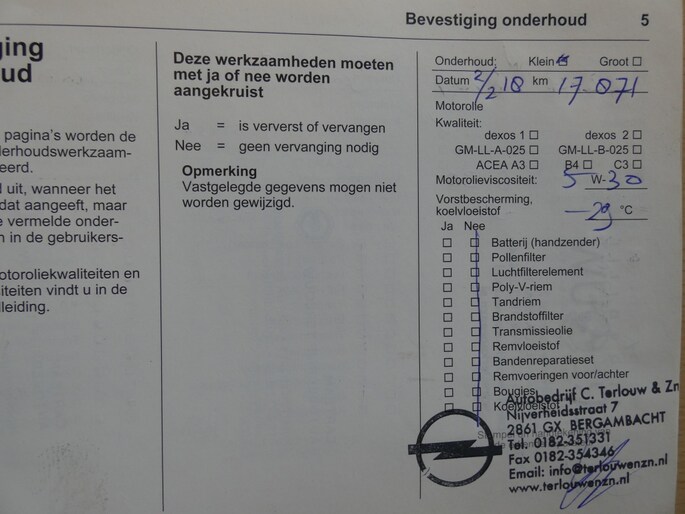 Bevestiging onderhoud 5
ging
ud
pagina's worden de
derhoudswerkzaam-
eerd.
uit, wanneer het
dat aangeeft, maar
vermelde onder-
n in de gebruikers-
otoroliekwaliteiten en
siteiten vindt u in de
leiding.
Deze werkzaamheden moeten
met ja of nee worden
aangekruist
Ja = is ververst of vervangen
Nee = geen vervanging nodig
Opmerking
Vastgelegde gegevens mogen niet
worden gewijzigd.
Onderhoud: Klein Groot
Datum 2/2 18 km 17 071
Motorolie
Kwaliteit:
dexos 1 dexos 2
GM-LL-A-025 GM-LL-B-025
ACEA A3 B4 C3
Motorolieviscositeit: 5 W-30
Vorstbescherming,
koelvloeistof -29 °C
Ja Nee
Batterij (handzender)
Pollenfilter
Luchtfilterelement
Poly-V-riem
Tandriem
Brandstoffilter
Transmissieolie
Remvloeistof
Bandenreparatieset
Remvoeringen voor/achter
Bougies
Koelvloeistof
Autobedrijf C. Terlouw & Zn
Nijverheidsstraat 7
2861 GX BERGAMBACHT
Tel. 0182-351331
Fax 0182-354346
Email: info@terlouwenzn.nl
www.terlouwenzn.nl